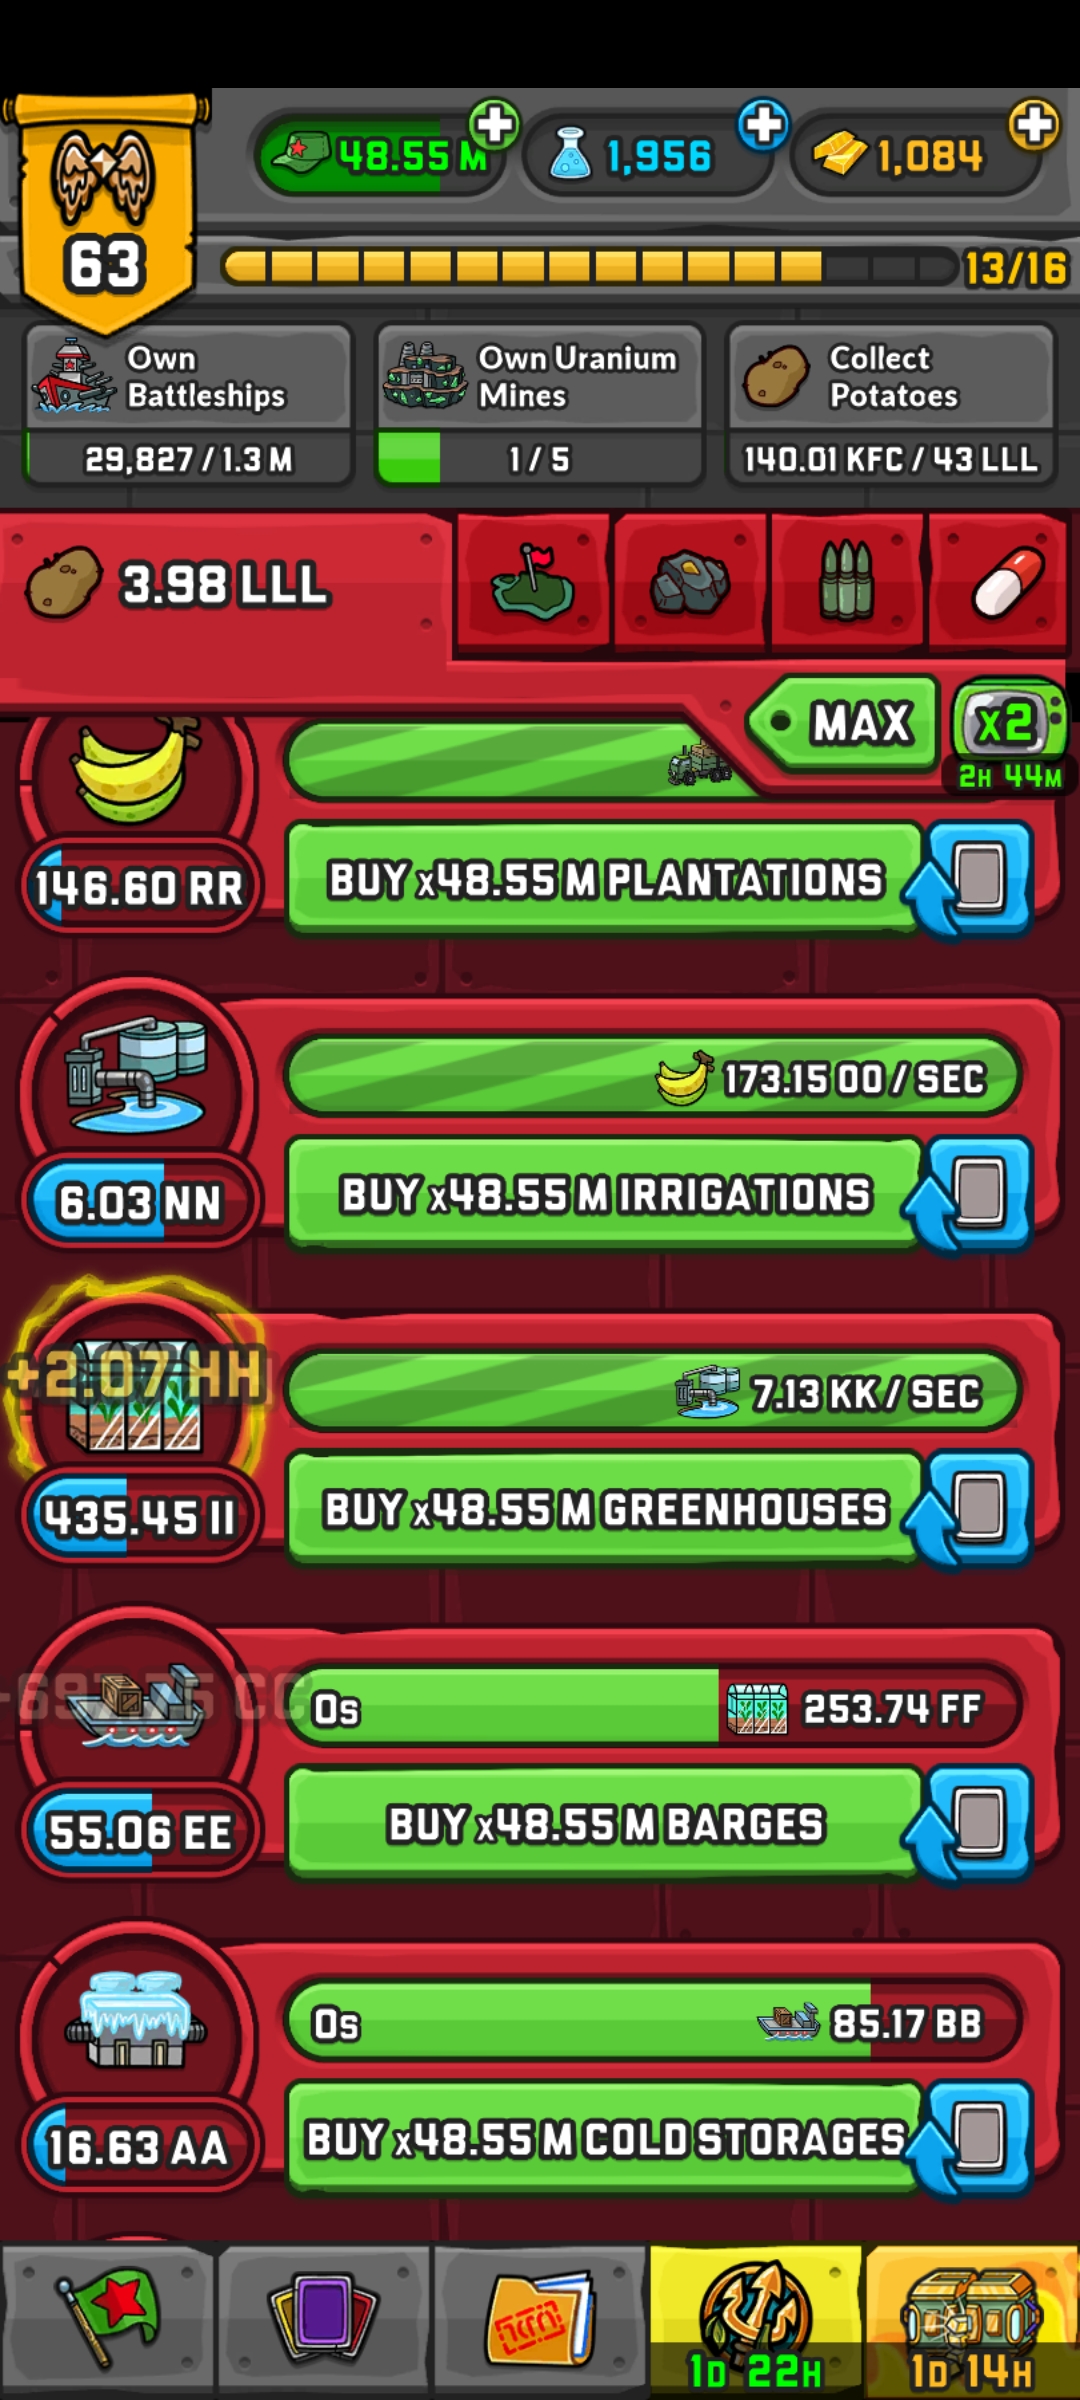 48.55 M
1,956
1,084
63
13/16
Own
Battleships
29,827 / 1.3 M
Own Uranium
Mines
1 / 5
Collect
Potatoes
140.01 KFC / 43 LLL
3.98 LLL
MAX
x2
2H 44M
146.60 RR
BUY x48.55 M PLANTATIONS
173.15 OO / SEC
6.03 NN
BUY x48.55 M IRRIGATIONS
+2.07 HH
7.13 KK / SEC
435.45 II
BUY x48.55 M GREENHOUSES
0s
253.74 FF
55.06 EE
BUY x48.55 M BARGES
0s
85.17 BB
16.63 AA
BUY x48.55 M COLD STORAGES
1D 22H
1D 14H